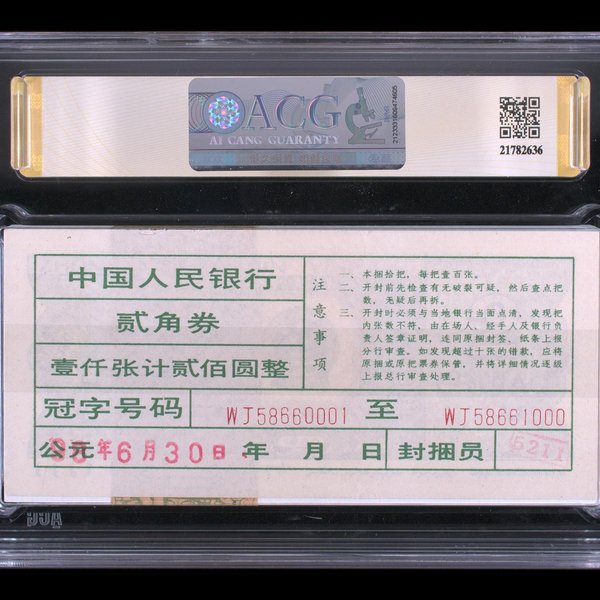 ACG
AI CANG GUARANTY
21782636
中国人民银行
贰角券
壹仟张计贰佰圆整
注意事项
一、本捆拾把，每把壹百张。
二、开封前先检查有无破裂可疑，然后查点把
数，无疑后再拆。
三、开封时必须与当地银行当面点清，发现把
内张数不符，由在场人、经手人及银行负
责人签章证明，连同原捆封签、纸条上报
分行审查。如发现超过十张的错款，应将
原捆或原把票券保管，并将详细情况逐级
上报总行审查处理。
冠字号码 WJ58660001 至 WJ58661000
公元 年6月30日 年 月 日 封捆员 5211